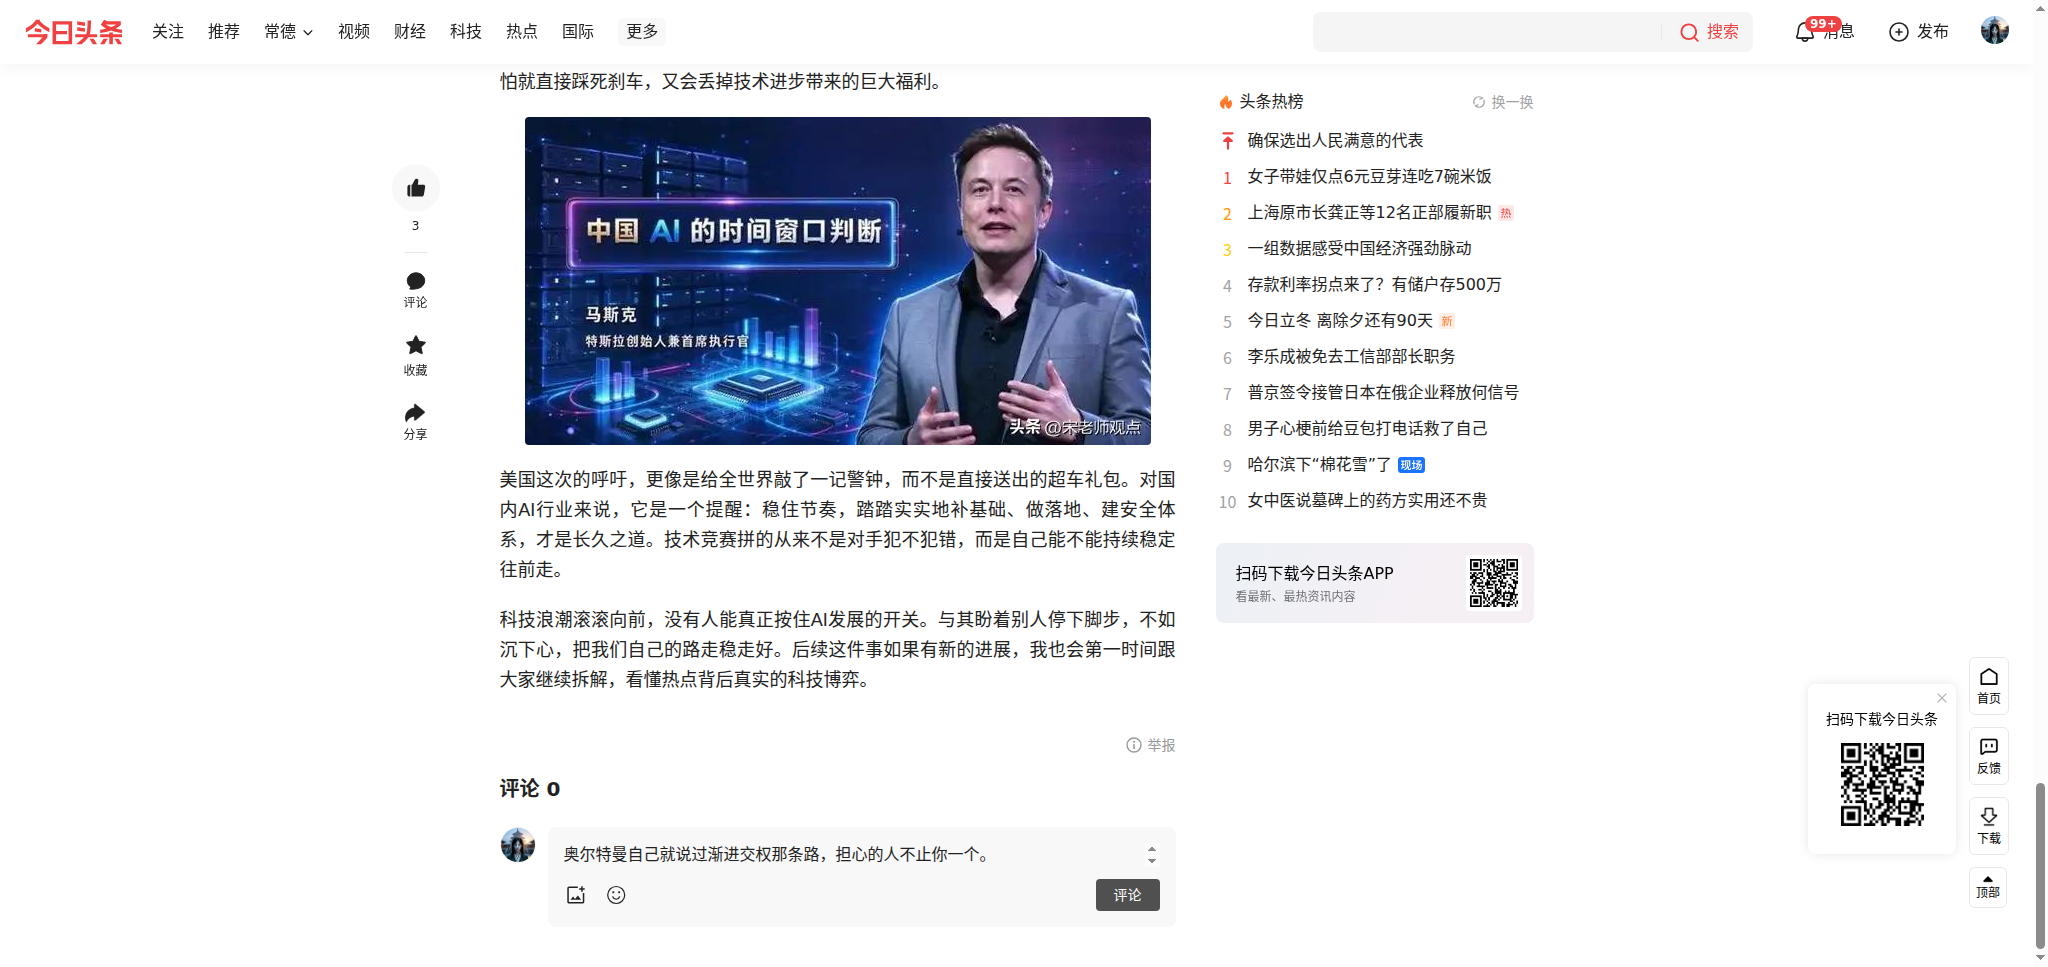 今日头条
关注 推荐 常德 视频 财经 科技 热点 国际 更多
搜索
99+
消息
发布
怕就直接踩死刹车，又会丢掉技术进步带来的巨大福利。
3
评论
收藏
分享
中国 AI 的时间窗口判断
马斯克
特斯拉创始人兼首席执行官
头条 @宋老师观点
美国这次的呼吁，更像是给全世界敲了一记警钟，而不是直接送出的超车礼包。对国
内AI行业来说，它是一个提醒：稳住节奏，踏踏实实地补基础、做落地、建安全体
系，才是长久之道。技术竞赛拼的从来不是对手犯不犯错，而是自己能不能持续稳定
往前走。
科技浪潮滚滚向前，没有人能真正按住AI发展的开关。与其盼着别人停下脚步，不如
沉下心，把我们自己的路走稳走好。后续这件事如果有新的进展，我也会第一时间跟
大家继续拆解，看懂热点背后真实的科技博弈。
举报
评论 0
奥尔特曼自己就说过渐进交权那条路，担心的人不止你一个。
评论
头条热榜
换一换
确保选出人民满意的代表
1 女子带娃仅点6元豆芽连吃7碗米饭
2 上海原市长龚正等12名正部履新职 热
3 一组数据感受中国经济强劲脉动
4 存款利率拐点来了？有储户存500万
5 今日立冬 离除夕还有90天 新
6 李乐成被免去工信部部长职务
7 普京签令接管日本在俄企业释放何信号
8 男子心梗前给豆包打电话救了自己
9 哈尔滨下“棉花雪”了 现场
10 女中医说墓碑上的药方实用还不贵
扫码下载今日头条APP
看最新、最热资讯内容
扫码下载今日头条
首页
反馈
下载
顶部